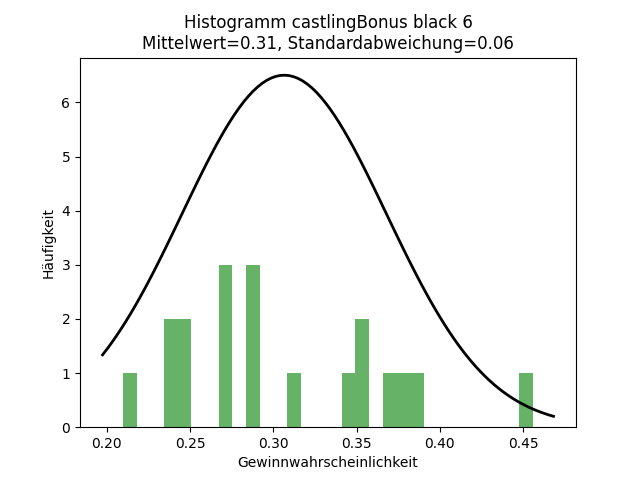 Histogramm castlingBonus black 6
Mittelwert=0.31, Standardabweichung=0.06
Häufigkeit
6
5
4
3
2
1
0
0.20 0.25 0.30 0.35 0.40 0.45
Gewinnwahrscheinlichkeit